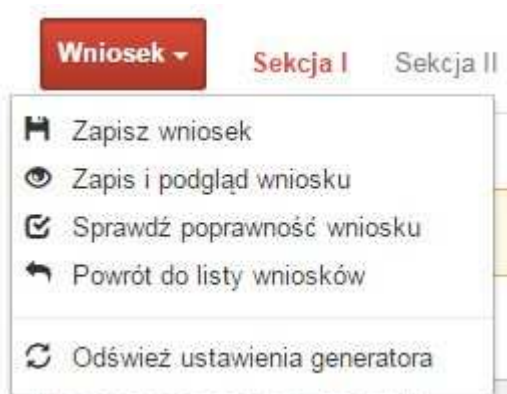 Wniosek
Sekcja I
Sekcja II
Zapisz wniosek
Zapis i podgląd wniosku
Sprawdź poprawność wniosku
Powrót do listy wniosków
Odśwież ustawienia generatora